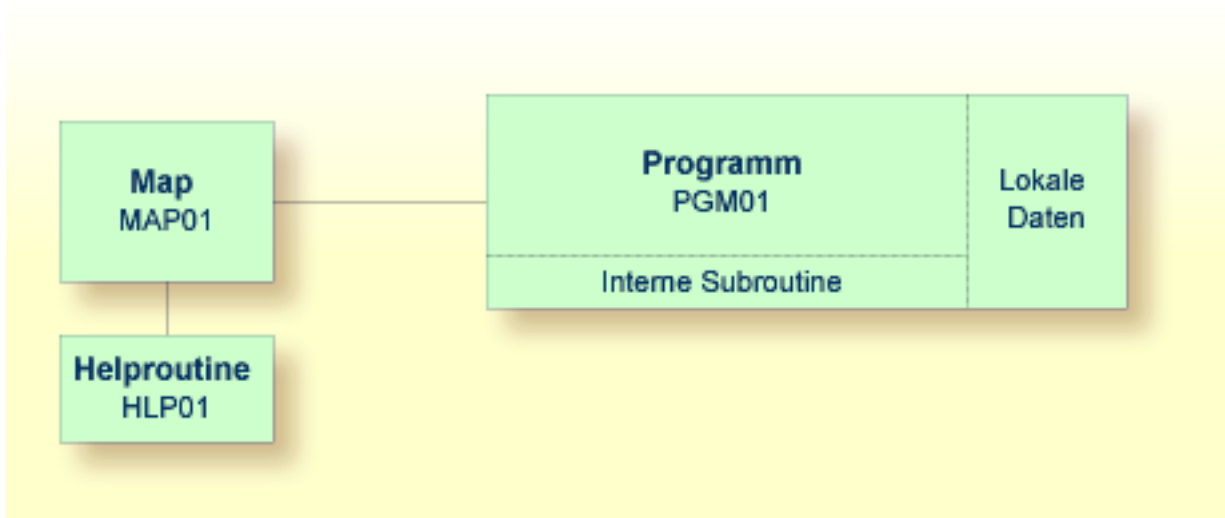 Map
MAP01
Programm
PGM01
Lokale
Daten
Interne Subroutine
Helproutine
HLP01